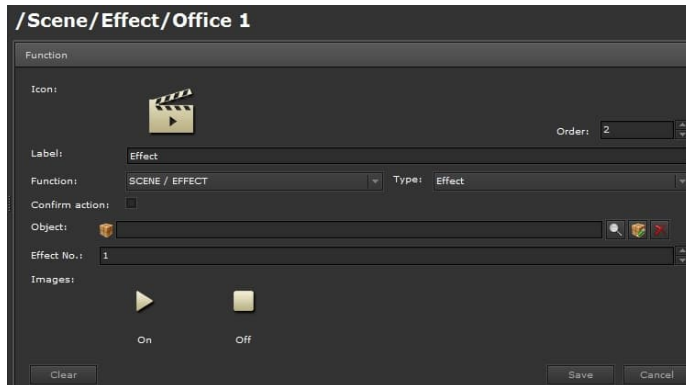 /Scene/Effect/Office 1
Function
Icon:
Order: 2
Label: Effect
Function: SCENE / EFFECT Type: Effect
Confirm action:
Object:
Effect No.: 1
Images:
On Off
Clear Save Cancel